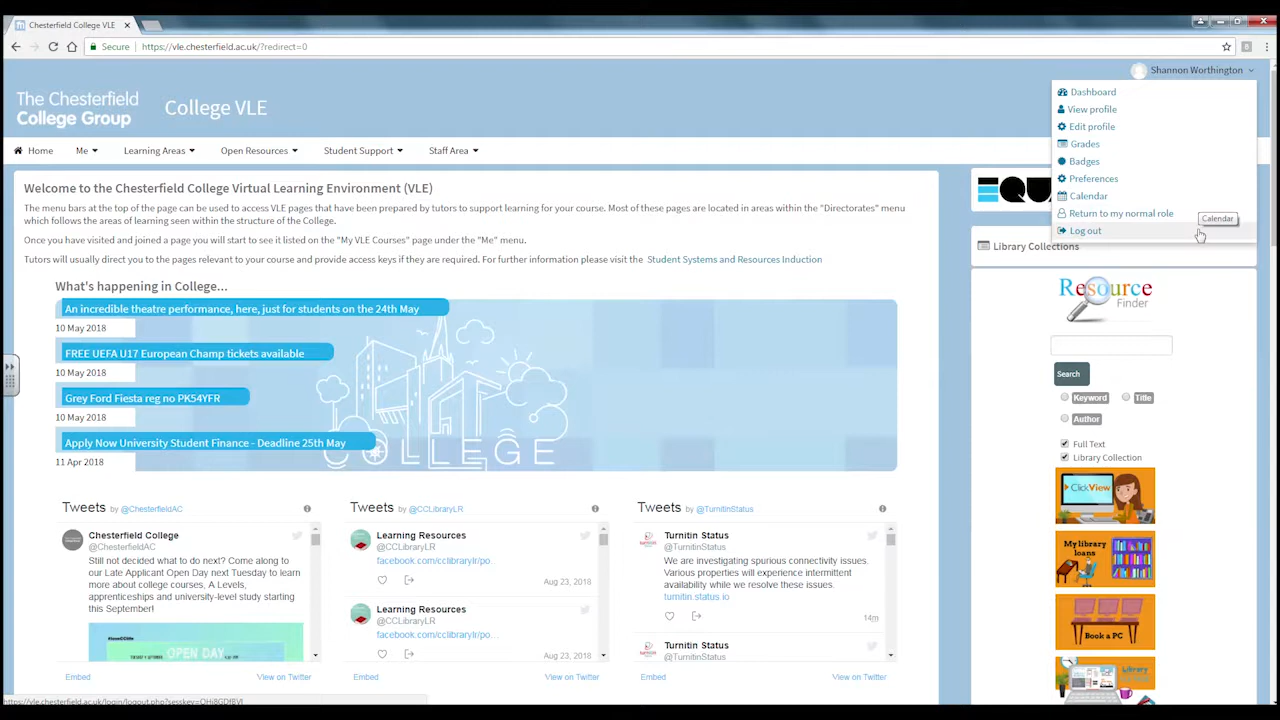 Chesterfield College VLE
Secure
https://vle.chesterfield.ac.uk/?redirect=0
Shannon Worthington
The Chesterfield
College Group
College VLE
Dashboard
View profile
Edit profile
Grades
Badges
Preferences
Calendar
Return to my normal role
Log out
Calendar
Home
Me
Learning Areas
Open Resources
Student Support
Staff Area
Welcome to the Chesterfield College Virtual Learning Environment (VLE)
The menu bars at the top of the page can be used to access VLE pages that have been prepared by tutors to support learning for your course. Most of these pages are located in areas within the "Directorates" menu
which follows the areas of learning seen within the structure of the College.
Once you have visited and joined a page you will start to see it listed on the "My VLE Courses" page under the "Me" menu.
Tutors will usually direct you to the pages relevant to your course and provide access keys if they are required. For further information please visit the Student Systems and Resources Induction
What's happening in College...
An incredible theatre performance, here, just for students on the 24th May
10 May 2018
FREE UEFA U17 European Champ tickets available
10 May 2018
Grey Ford Fiesta reg no PK54YFR
10 May 2018
Apply Now University Student Finance - Deadline 25th May
11 Apr 2018
COLLEGE
EQU
Library Collections
Resource
Finder
Search
Keyword
Title
Author
Full Text
Library Collection
ClickView
My library
loans
Book a PC
Library
Tweets by @ChesterfieldAC
Chesterfield College
@ChesterfieldAC
Still not decided what to do next? Come along to
our Late Applicant Open Day next Tuesday to learn
more about college courses, A Levels,
apprenticeships and university-level study starting
this September!
OPEN DAY
Embed
View on Twitter
Tweets by @CCLibraryLR
Learning Resources
@CCLibraryLR
facebook.com/cclibrarylr/po...
Aug 23, 2018
Learning Resources
@CCLibraryLR
facebook.com/cclibrarylr/po...
Aug 23, 2018
Embed
View on Twitter
Tweets by @TurnitinStatus
Turnitin Status
@TurnitinStatus
We are investigating spurious connectivity issues.
Various properties will experience intermittent
availability while we resolve these issues.
turnitin.status.io
14m
Turnitin Status
@TurnitinStatus
Embed
View on Twitter